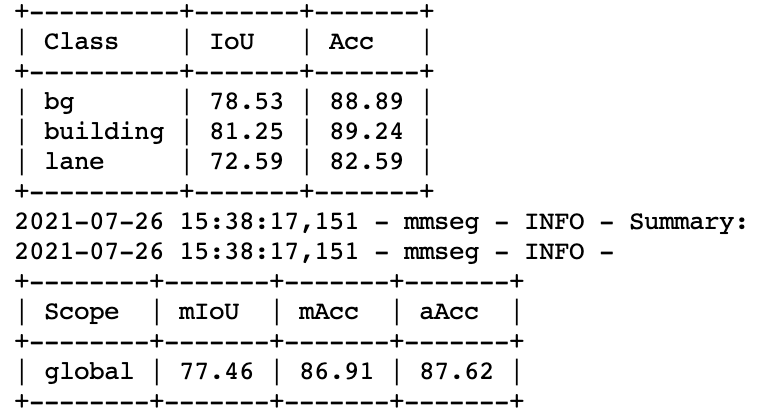 +----------+-------+-------+
| Class    | IoU   | Acc   |
+----------+-------+-------+
| bg       | 78.53 | 88.89 |
| building | 81.25 | 89.24 |
| lane     | 72.59 | 82.59 |
+----------+-------+-------+
2021-07-26 15:38:17,151 - mmseg - INFO - Summary:
2021-07-26 15:38:17,151 - mmseg - INFO -
+--------+-------+-------+-------+
| Scope  | mIoU  | mAcc  | aAcc  |
+--------+-------+-------+-------+
| global | 77.46 | 86.91 | 87.62 |
+--------+-------+-------+-------+